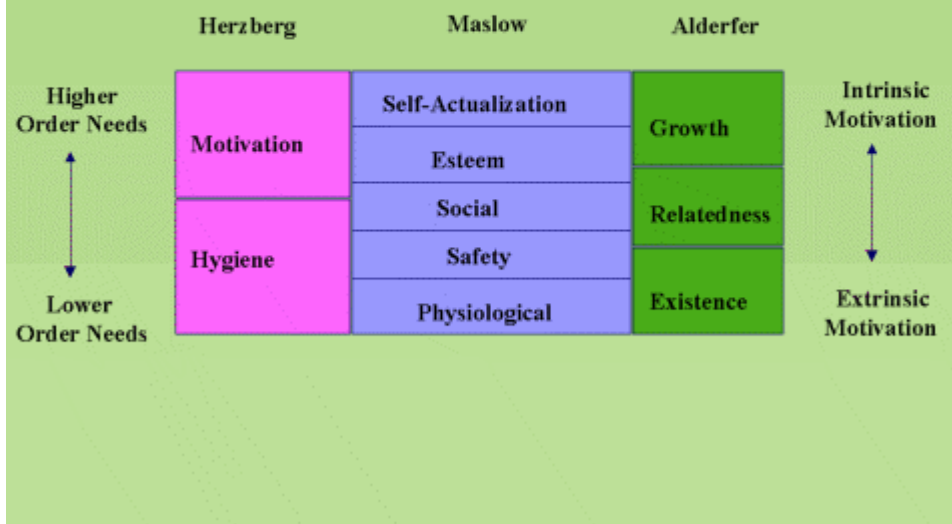 Herzberg Maslow Alderfer
Higher
Order Needs
Lower
Order Needs
Motivation
Hygiene
Self-Actualization
Esteem
Social
Safety
Physiological
Growth
Relatedness
Existence
Intrinsic
Motivation
Extrinsic
Motivation